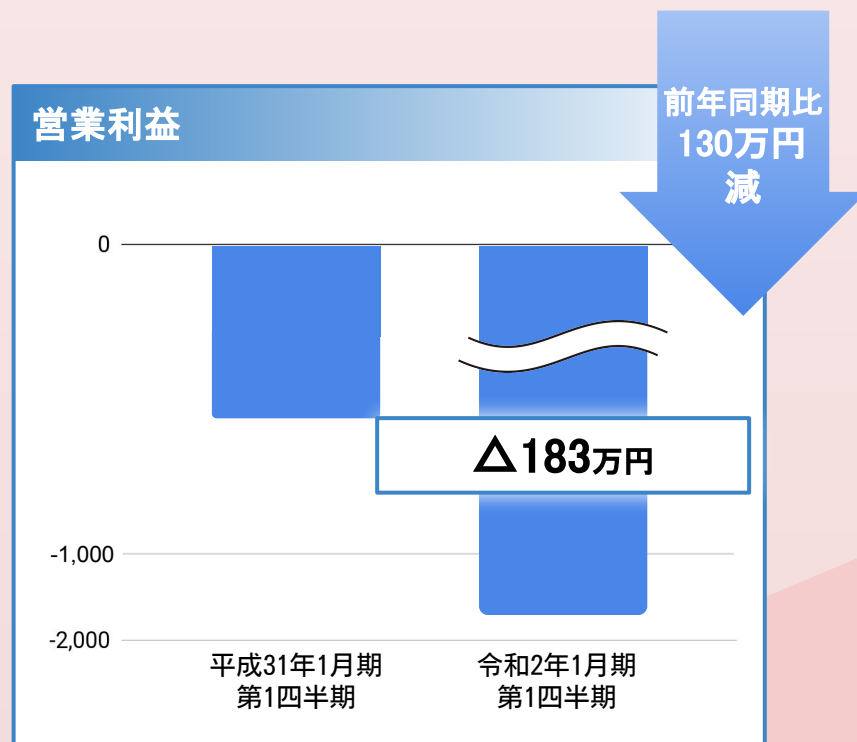 前年同期比
130万円
減
営業利益
0
△183万円
-1,000
-2,000
平成31年1月期
第1四半期
令和2年1月期
第1四半期